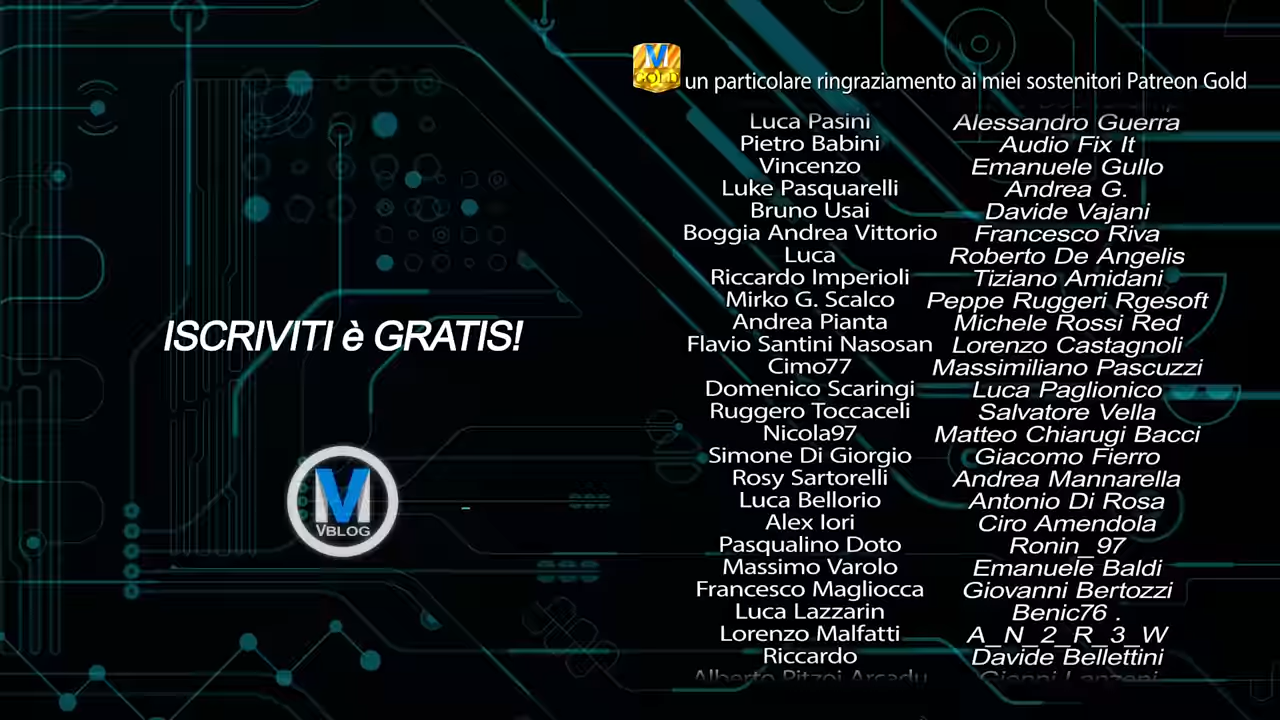 GOLD
un particolare ringraziamento ai miei sostenitori Patreon Gold
ISCRIVITI è GRATIS!
M
VBLOG
Luca Pasini
Pietro Babini
Vincenzo
Luke Pasquarelli
Bruno Usai
Boggia Andrea Vittorio
Luca
Riccardo Imperioli
Mirko G. Scalco
Andrea Pianta
Flavio Santini Nasosan
Cimo77
Domenico Scaringi
Ruggero Toccaceli
Nicola97
Simone Di Giorgio
Rosy Sartorelli
Luca Bellorio
Alex Iori
Pasqualino Doto
Massimo Varolo
Francesco Magliocca
Luca Lazzarin
Lorenzo Malfatti
Riccardo
Alberto Pitzoi Arcadu
Alessandro Guerra
Audio Fix It
Emanuele Gullo
Andrea G.
Davide Vajani
Francesco Riva
Roberto De Angelis
Tiziano Amidani
Peppe Ruggeri Rgesoft
Michele Rossi Red
Lorenzo Castagnoli
Massimiliano Pascuzzi
Luca Paglionico
Salvatore Vella
Matteo Chiarugi Bacci
Giacomo Fierro
Andrea Mannarella
Antonio Di Rosa
Ciro Amendola
Ronin_97
Emanuele Baldi
Giovanni Bertozzi
Benic76 .
A_N_2_R_3_W
Davide Bellettini
Gianni Lanzeni